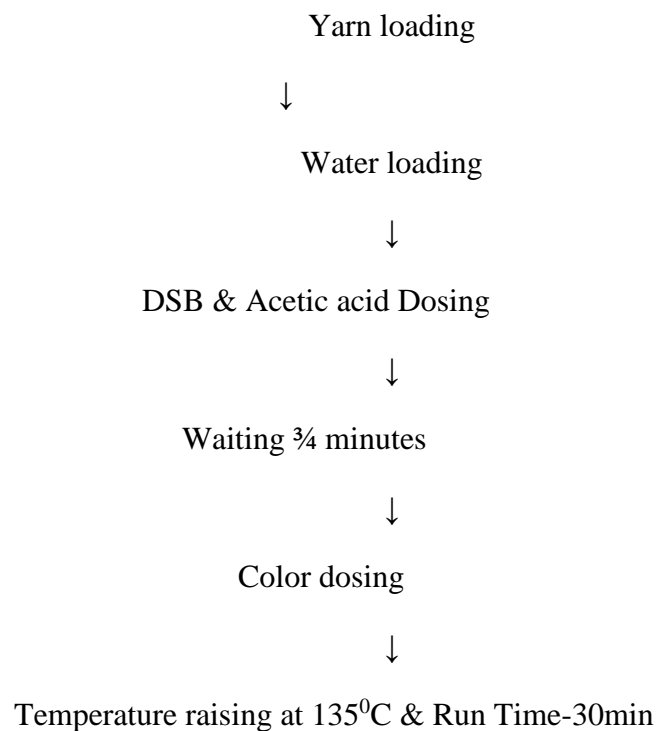 Yarn loading
↓
Water loading
↓
DSB & Acetic acid Dosing
↓
Waiting ¾ minutes
↓
Color dosing
↓
Temperature raising at 135⁰C & Run Time-30min